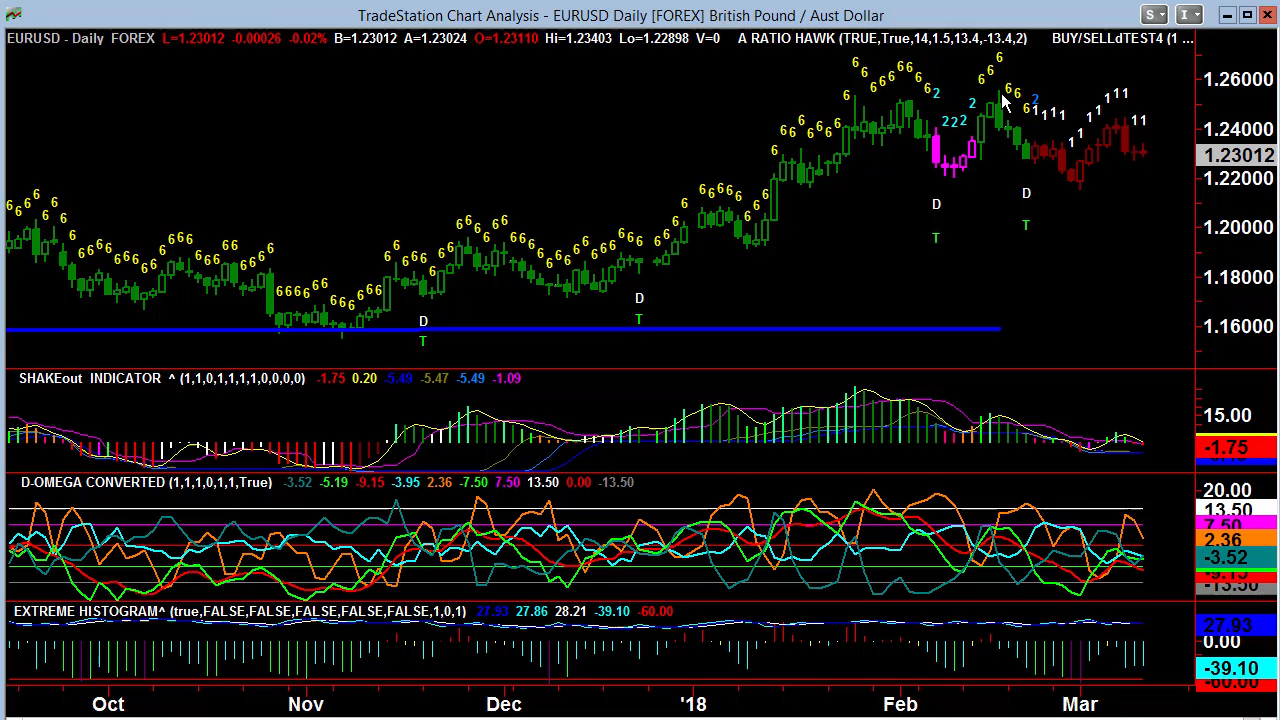 TradeStation Chart Analysis - EURUSD Daily [FOREX] British Pound / Aust Dollar
S I
EURUSD - Daily FOREX L=1.23012 -0.00026 -0.02% B=1.23012 A=1.23024 O=1.23110 Hi=1.23403 Lo=1.22898 V=0 A RATIO HAWK (TRUE,True,14,1.5,13.4,-13.4,2) BUY/SELLdTEST4 (1 ...
1.26000
1.24000
1.23012
1.22000
1.20000
1.18000
1.16000
D D D D
T T T T
SHAKEout INDICATOR ^ (1,1,0,1,1,1,1,0,0,0,0) -1.75 0.20 -5.49 -5.47 -5.49 -1.09
15.00
-1.75
D-OMEGA CONVERTED (1,1,1,0,1,1,True) -3.52 -5.19 -9.15 -3.95 2.36 -7.50 7.50 13.50 0.00 -13.50
20.00
13.50
7.50
2.36
-3.52
-9.15
-13.50
EXTREME HISTOGRAM^ (true,FALSE,FALSE,FALSE,FALSE,FALSE,1,0,1) 27.93 27.86 28.21 -39.10 -60.00
27.93
0.00
-39.10
-60.00
Oct Nov Dec '18 Feb Mar